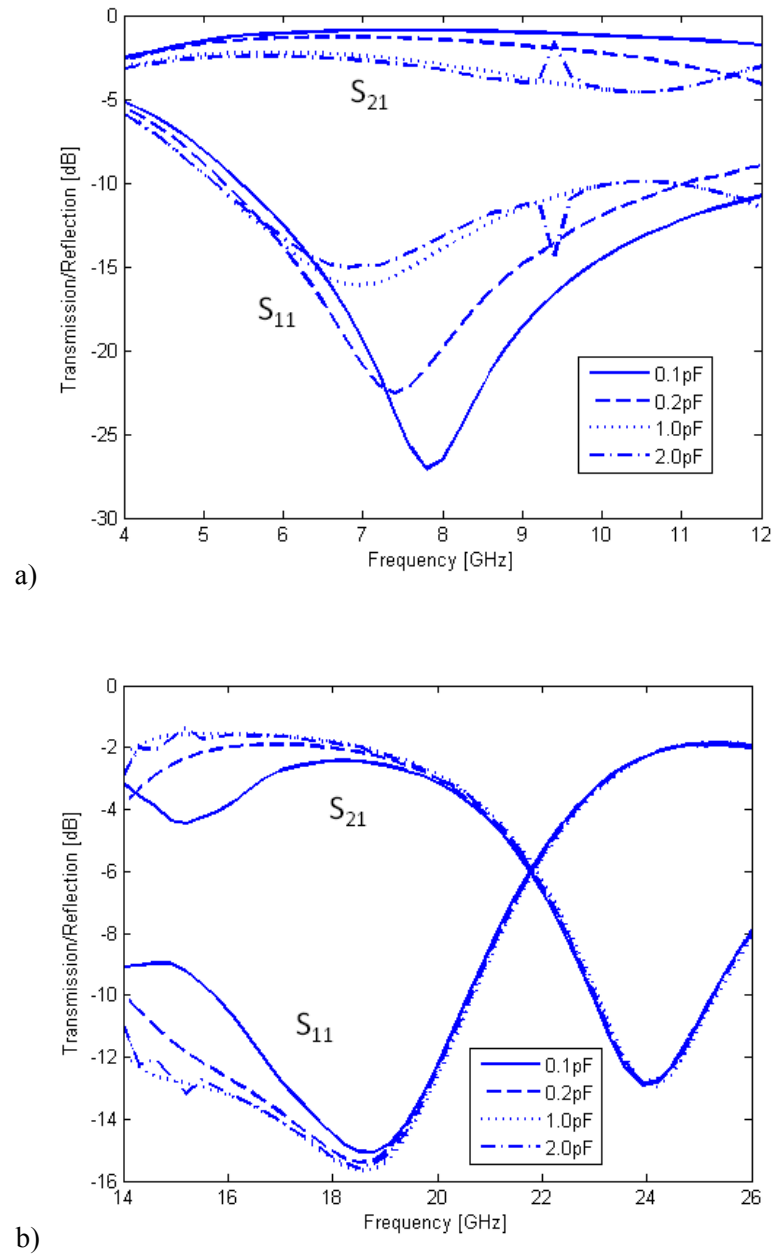 0
-5
-10
-15
-20
-25
-30
Transmission/Reflection [dB]
S21
S11
0.1pF
0.2pF
1.0pF
2.0pF
4 5 6 7 8 9 10 11 12
Frequency [GHz]
a)
0
-2
-4
-6
-8
-10
-12
-14
-16
Transmission/Reflection [dB]
S21
S11
0.1pF
0.2pF
1.0pF
2.0pF
14 16 18 20 22 24 26
Frequency [GHz]
b)